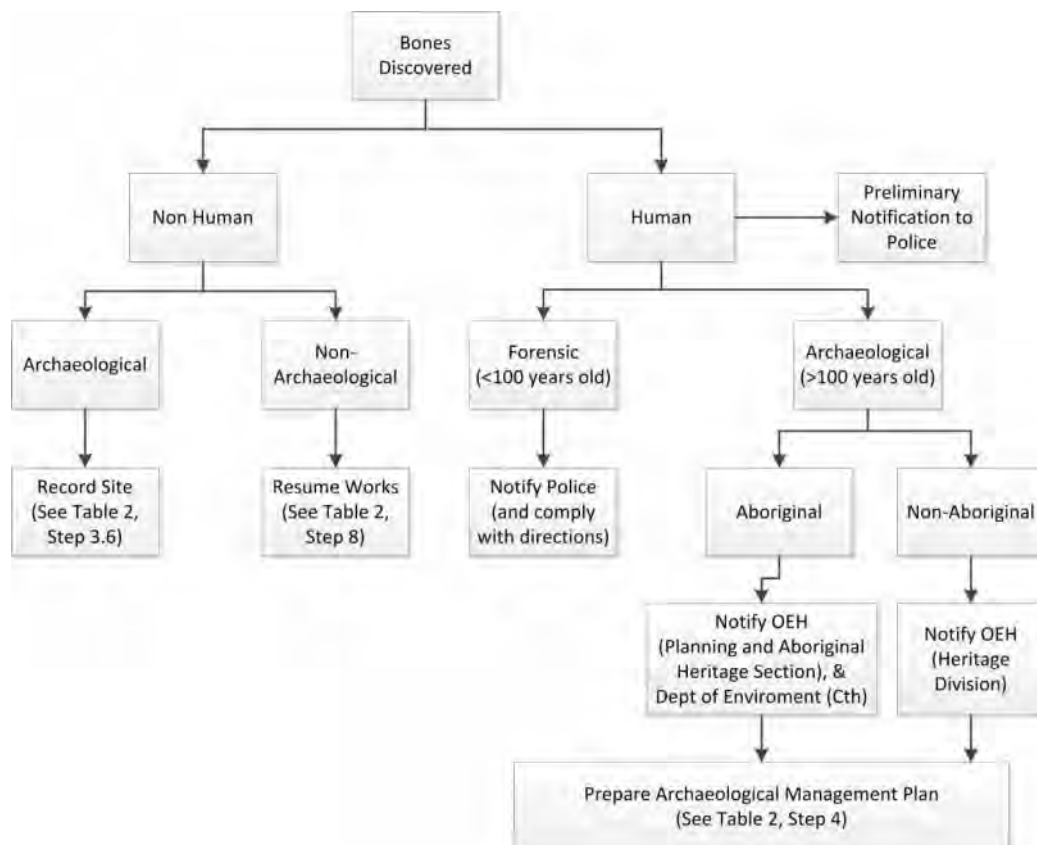 Bones
Discovered
Non Human
Human
Preliminary
Notification to
Police
Archaeological
Non-
Archaeological
Forensic
(<100 years old)
Archaeological
(>100 years old)
Record Site
(See Table 2,
Step 3.6)
Resume Works
(See Table 2,
Step 8)
Notify Police
(and comply
with directions)
Aboriginal
Non-Aboriginal
Notify OEH
(Planning and Aboriginal
Heritage Section), &
Dept of Enviroment (Cth)
Notify OEH
(Heritage
Division)
Prepare Archaeological Management Plan
(See Table 2, Step 4)